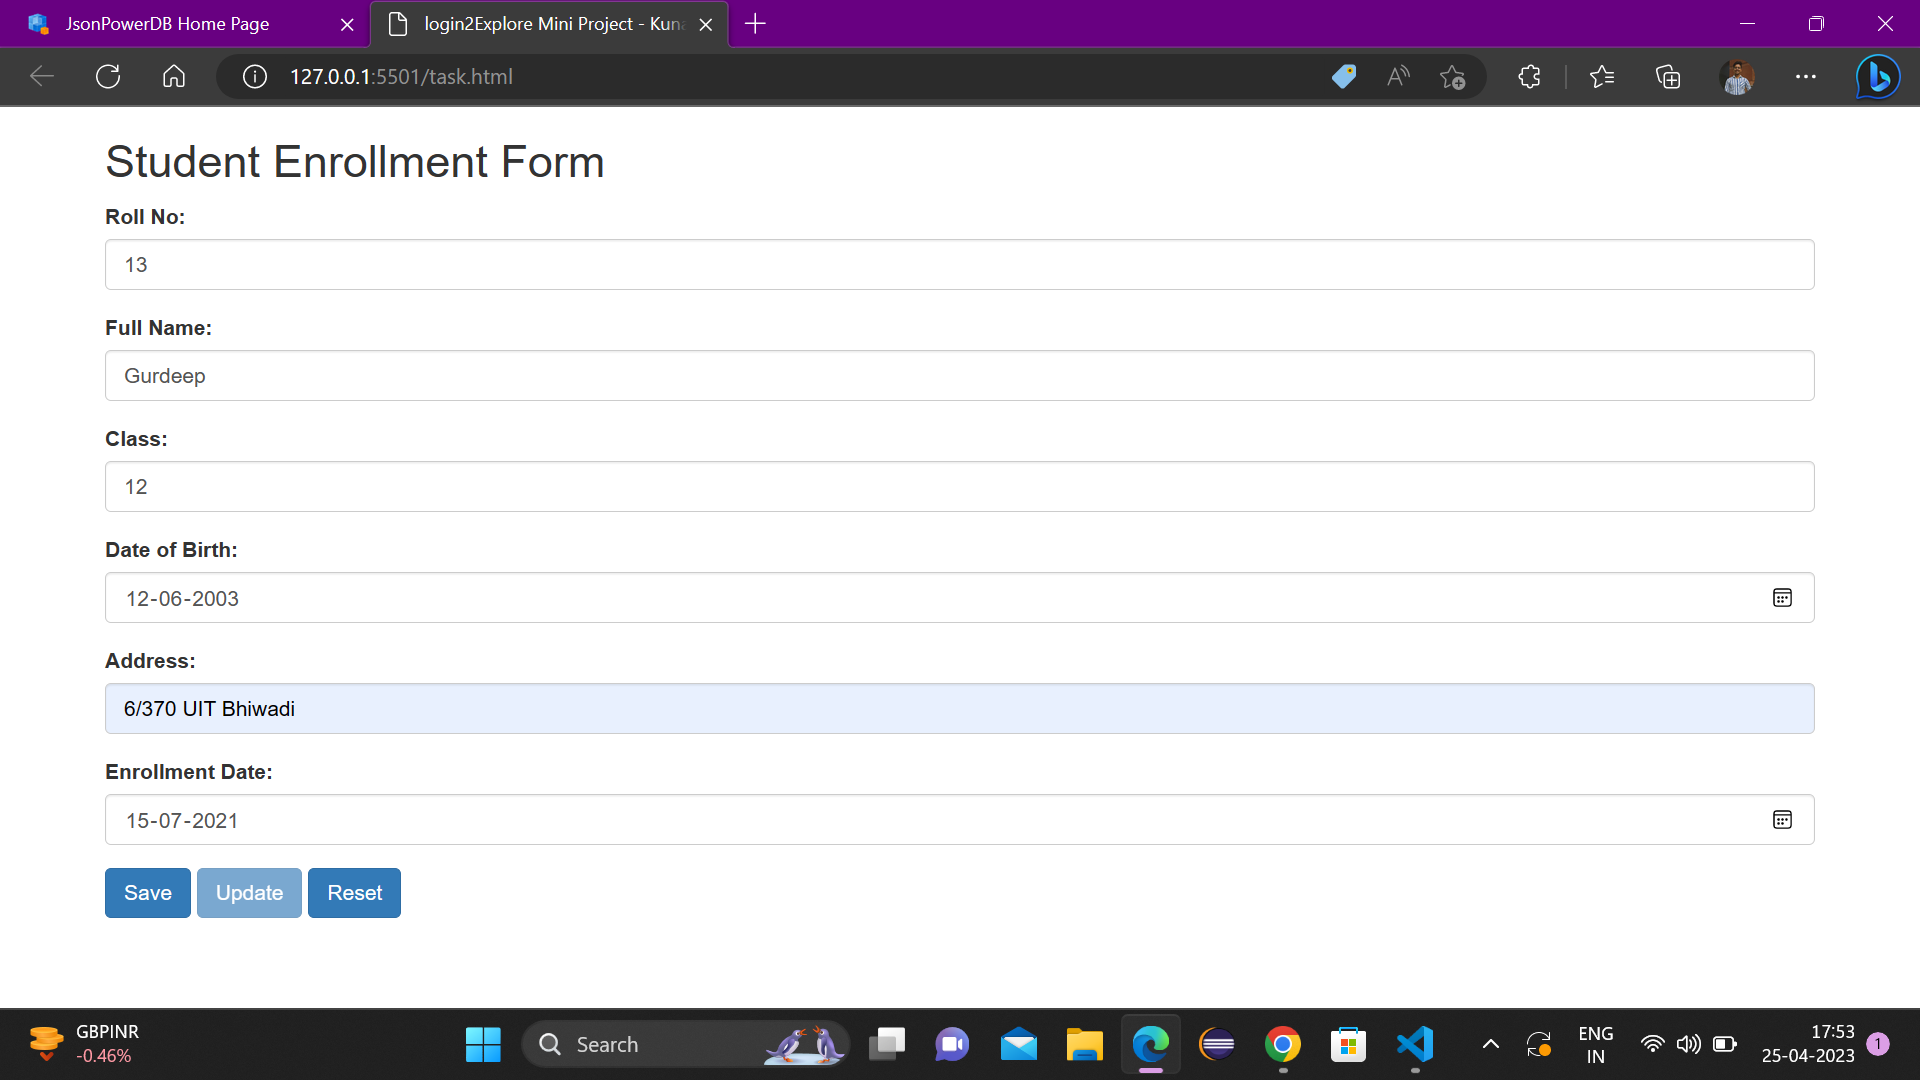 JsonPowerDB Home Page
login2Explore Mini Project - Kuna
127.0.0.1:5501/task.html
Student Enrollment Form
Roll No:
13
Full Name:
Gurdeep
Class:
12
Date of Birth:
12-06-2003
Address:
6/370 UIT Bhiwadi
Enrollment Date:
15-07-2021
Save Update Reset
GBPINR
-0.46%
Search
ENG
IN
17:53
25-04-2023
1